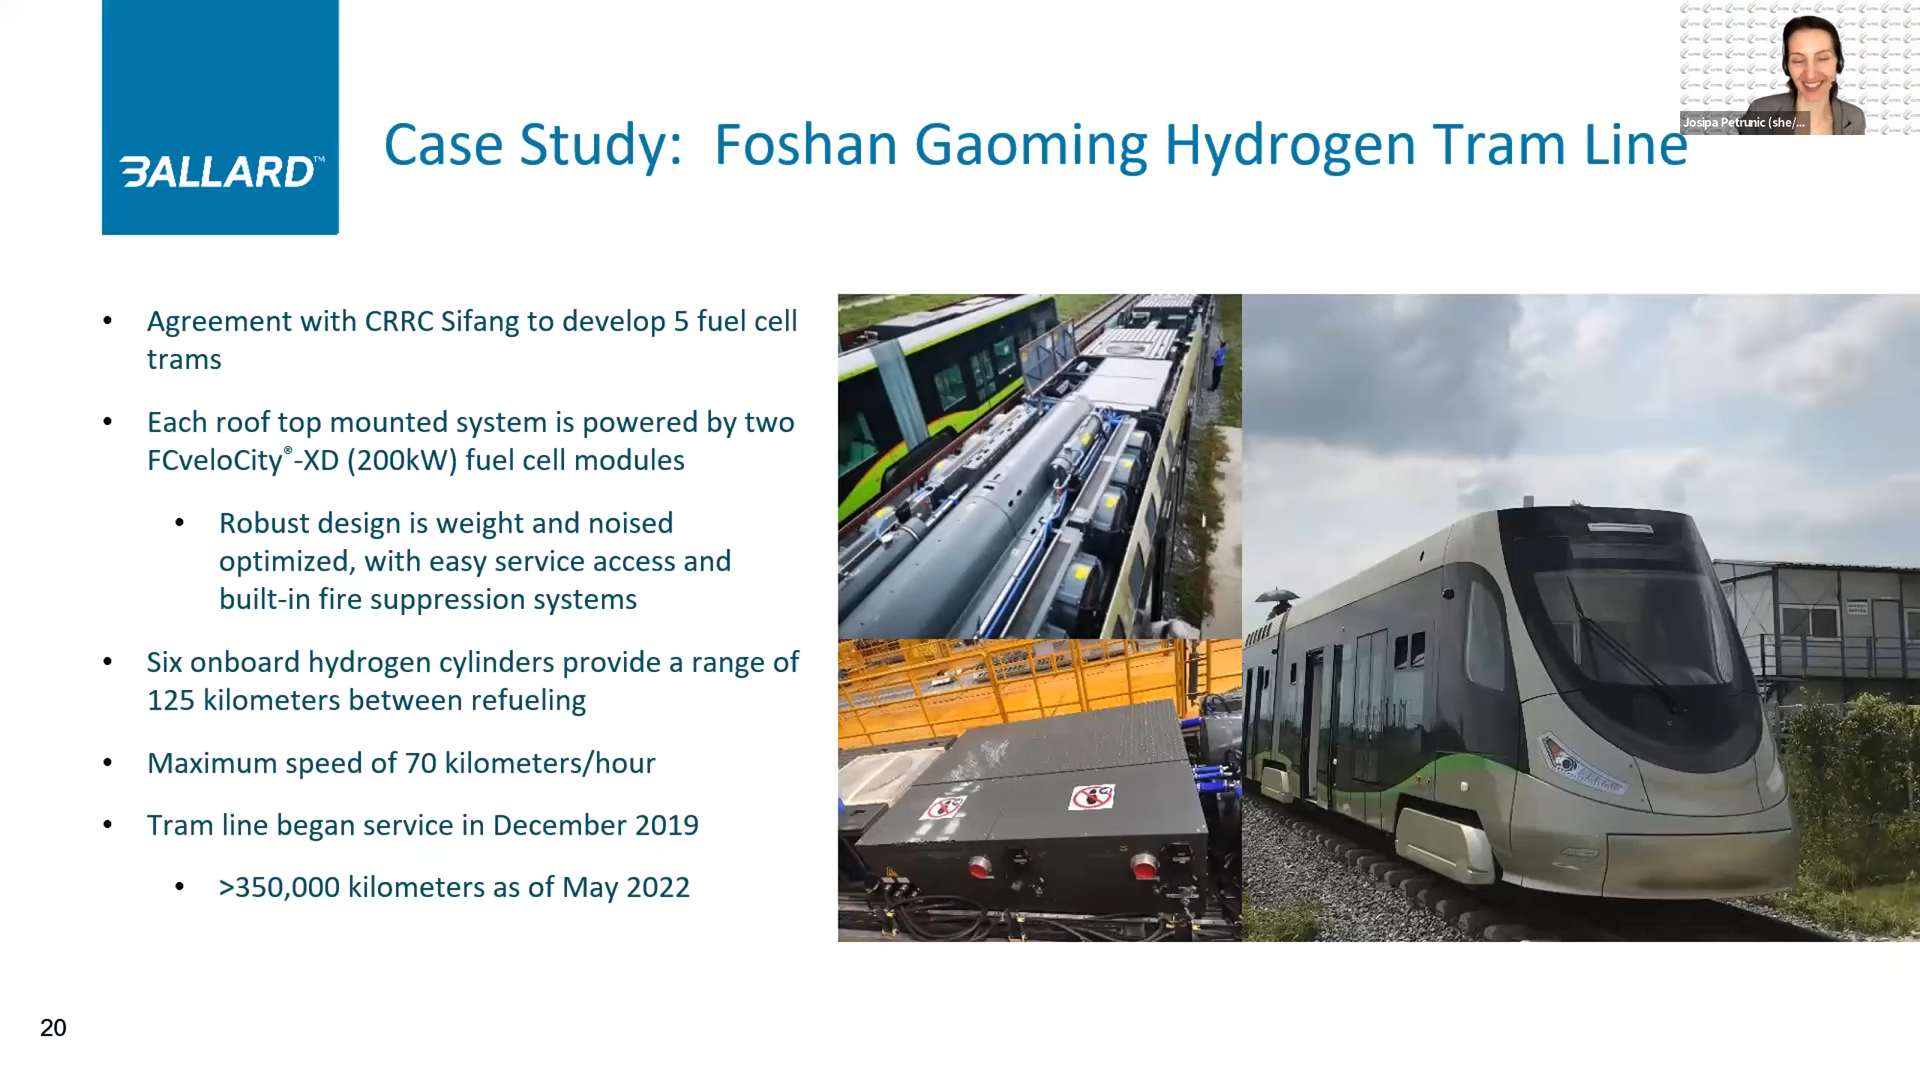 BALLARD™
Case Study: Foshan Gaoming Hydrogen Tram Line
Josipa Petrunic (she/...
• Agreement with CRRC Sifang to develop 5 fuel cell
trams
• Each roof top mounted system is powered by two
FCveloCity®-XD (200kW) fuel cell modules
• Robust design is weight and noised
optimized, with easy service access and
built-in fire suppression systems
• Six onboard hydrogen cylinders provide a range of
125 kilometers between refueling
• Maximum speed of 70 kilometers/hour
• Tram line began service in December 2019
• >350,000 kilometers as of May 2022
20